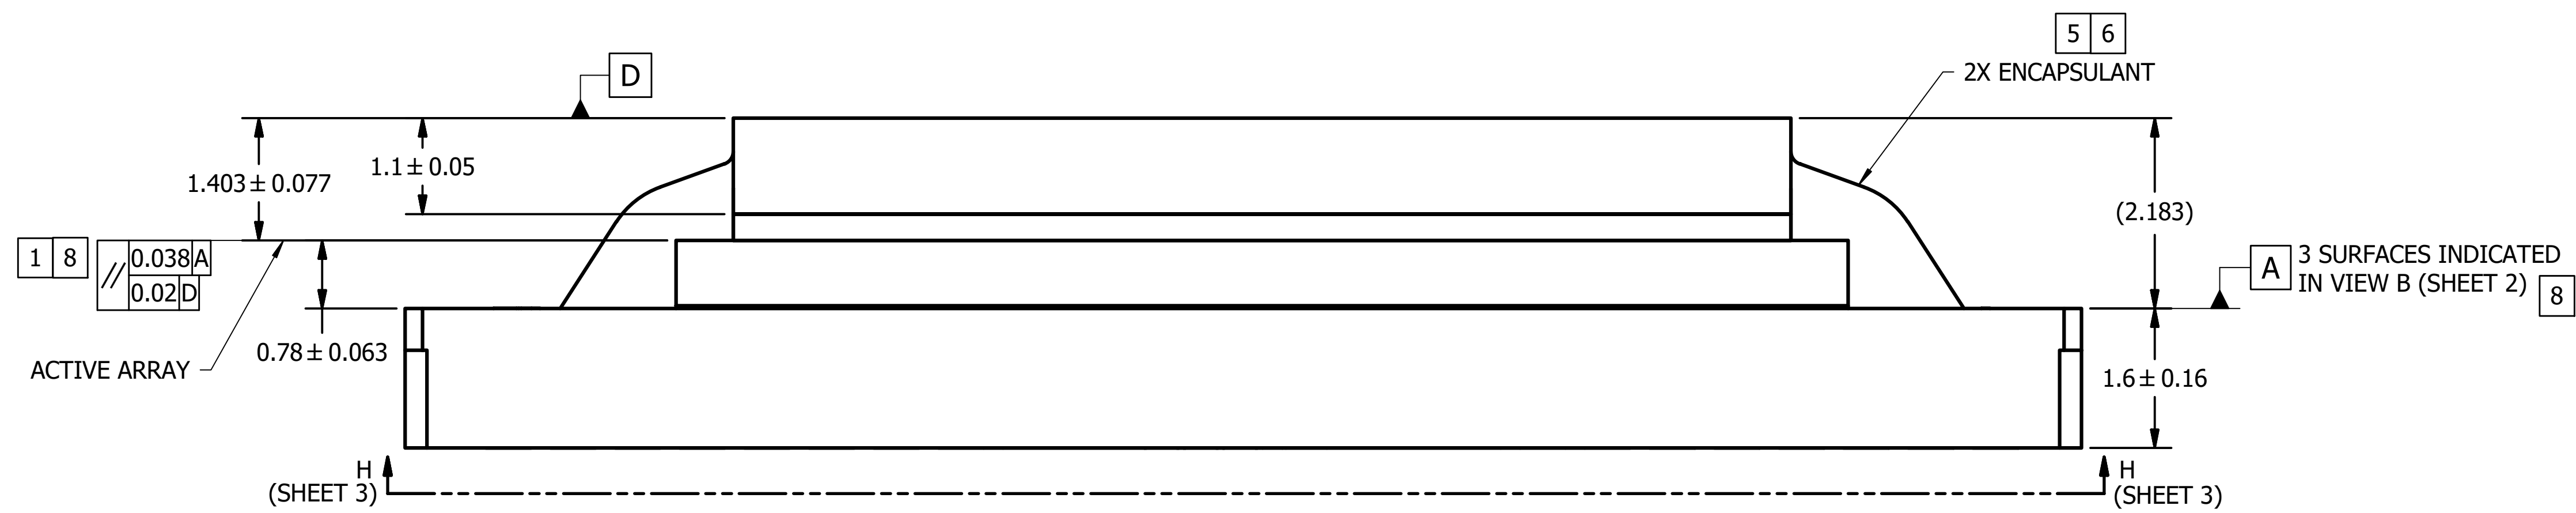 5 6
2X ENCAPSULANT
D
1.1 ± 0.05
1.403 ± 0.077
(2.183)
1 8
// 0.038 A
0.02 D
A
3 SURFACES INDICATED
IN VIEW B (SHEET 2)
8
0.78 ± 0.063
ACTIVE ARRAY
1.6 ± 0.16
H
(SHEET 3)
H
(SHEET 3)